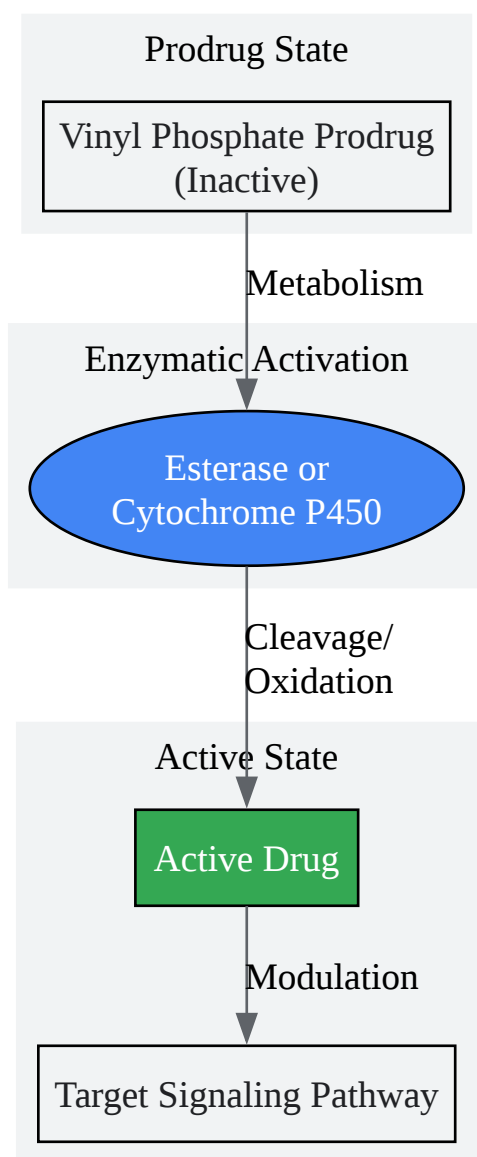 Prodrug State
Vinyl Phosphate Prodrug
(Inactive)
Metabolism
Enzymatic Activation
Esterase or
Cytochrome P450
Cleavage/
Oxidation
Active State
Active Drug
Modulation
Target Signaling Pathway